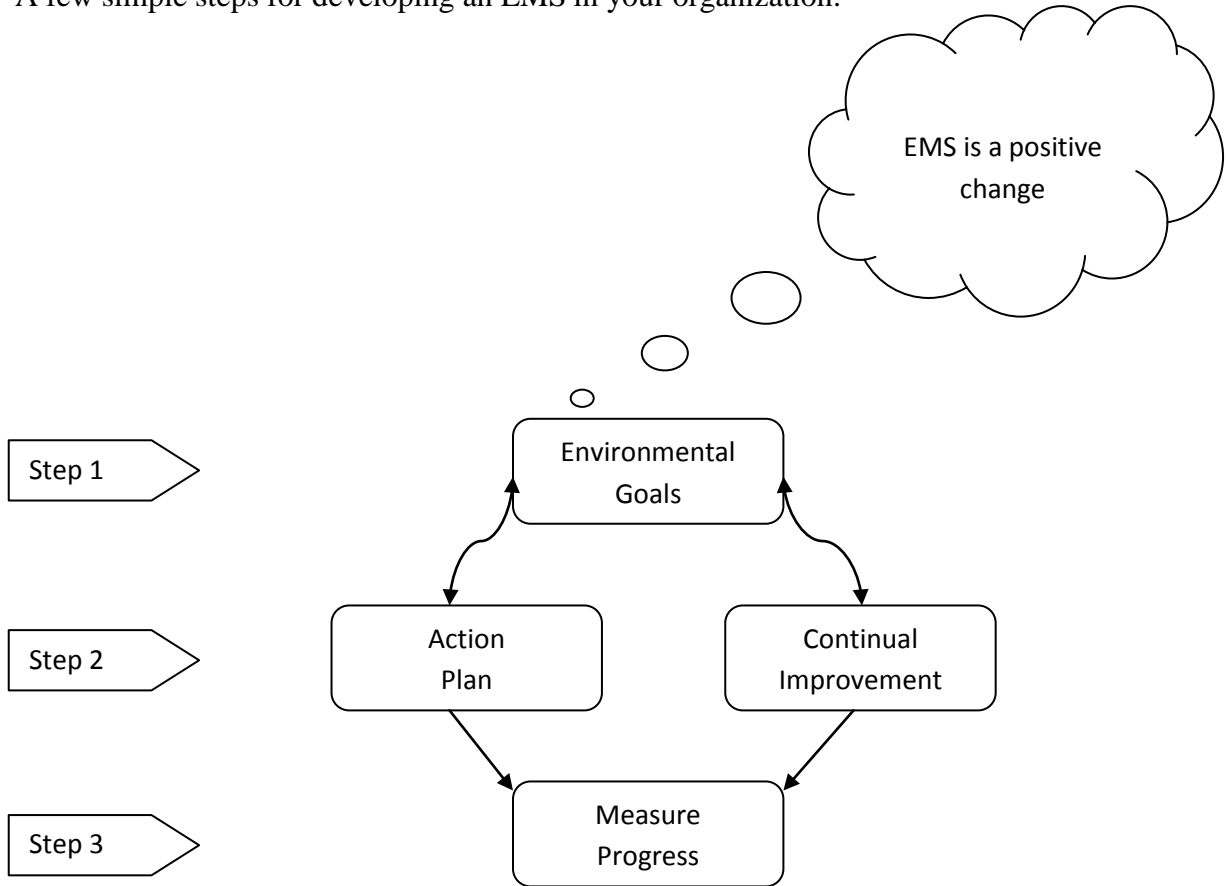 A few simple steps for developing an EMS in your organization:
EMS is a positive
change
Step 1
Environmental
Goals
Step 2
Action
Plan
Continual
Improvement
Step 3
Measure
Progress